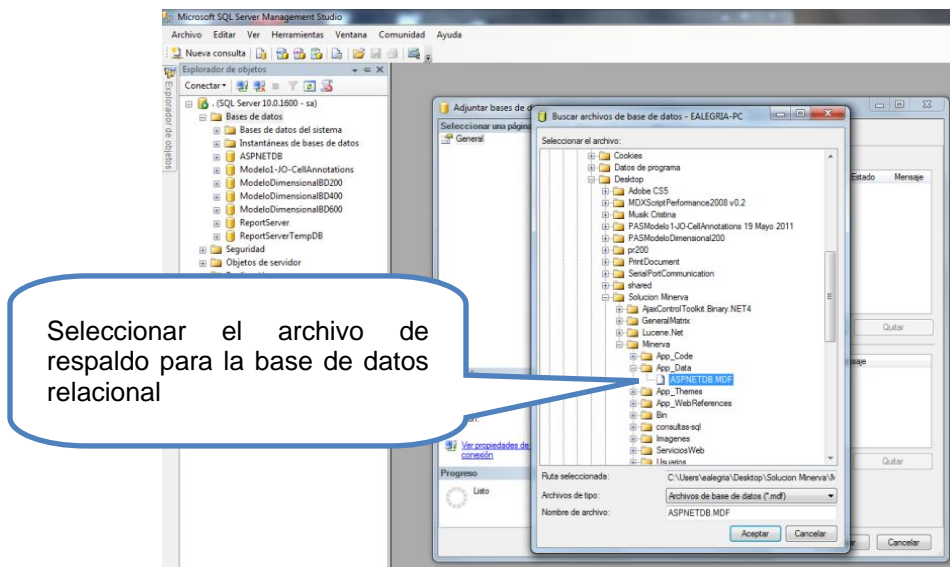 Microsoft SQL Server Management Studio
Archivo Editar Ver Herramientas Ventana Comunidad Ayuda
Nueva consulta
Explorador de objetos
Explorador de objetos
Conectar
. (SQL Server 10.0.1600 - sa)
Bases de datos
Bases de datos del sistema
Instantáneas de bases de datos
ASPNETDB
Modelo1-JO-CellAnnotations
ModeloDimensionalBD200
ModeloDimensionalBD400
ModeloDimensionalBD600
ReportServer
ReportServerTempDB
Seguridad
Objetos de servidor
Seleccionar el archivo de
respaldo para la base de datos
relacional
Adjuntar bases de d
Seleccionar una página
General
Ver propiedades de
conexión
Progreso
Listo
Estado Mensaje
Quitar
Quitar
Cancelar
Buscar archivos de base de datos - EALEGRIA-PC
Seleccionar el archivo:
Cookies
Datos de programa
Desktop
Adobe CS5
MDXScriptPerformance2008 v0.2
Musik Cristina
PASModelo1-JO-CellAnnotations 19 Mayo 2011
PASModeloDimensional200
pr200
PrintDocument
SerialPortCommunication
shared
Solucion Minerva
AjaxControlToolkit.Binary.NET4
GeneralMatrix
Lucene.Net
Minerva
App_Code
App_Data
ASPNETDB.MDF
App_Themes
App_WebReferences
Bin
consultas-sql
Imagenes
ServiciosWeb
Usuarios
Ruta seleccionada: C:\Users\ealegria\Desktop\Solucion Minerva\M
Archivos de tipo: Archivos de base de datos (*.mdf)
Nombre de archivo: ASPNETDB.MDF
Aceptar Cancelar